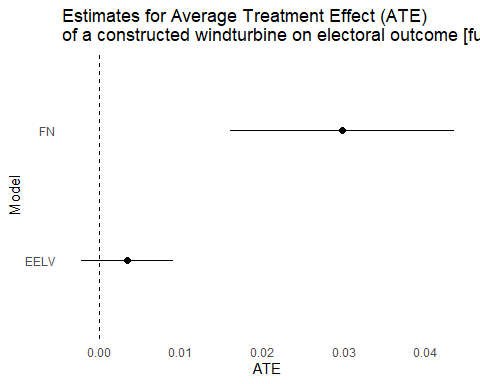 Estimates for Average Treatment Effect (ATE)
of a constructed windturbine on electoral outcome [fu
FN
Model
EELV
0.00 0.01 0.02 0.03 0.04
ATE